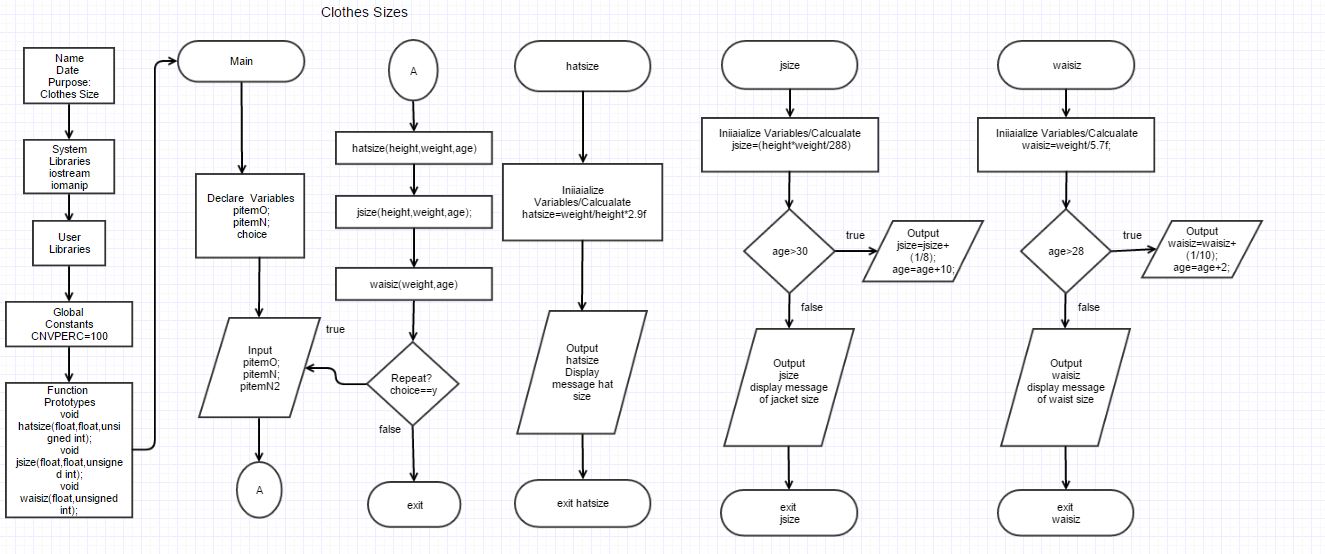 Clothes Sizes
Name
Date
Purpose:
Clothes Size
System
Libraries
iostream
iomanip
User
Libraries
Global
Constants
CNVPERC=100
Function
Prototypes
void
hatsize(float,float,unsi
gned int);
void
jsize(float,float,unsigne
d int);
void
waisiz(float,unsigned
int);
Main
Declare Variables
pitemO;
pitemN;
choice
Input
pitemO;
pitemN;
pitemN2
A
A
hatsize(height,weight,age)
jsize(height,weight,age);
waisiz(weight,age)
Repeat?
choice==y
true
false
exit
hatsize
Iniiaialize
Variables/Calcualate
hatsize=weight/height*2.9f
Output
hatsize
Display
message hat
size
exit hatsize
jsize
Iniiaialize Variables/Calcualate
jsize=(height*weight/288)
age>30
true
Output
jsize=jsize+
(1/8);
age=age+10;
false
Output
jsize
display message
of jacket size
exit
jsize
waisiz
Iniiaialize Variables/Calcualate
waisiz=weight/5.7f;
age>28
true
Output
waisiz=waisiz+
(1/10);
age=age+2;
false
Output
waisiz
display message
of waist size
exit
waisiz